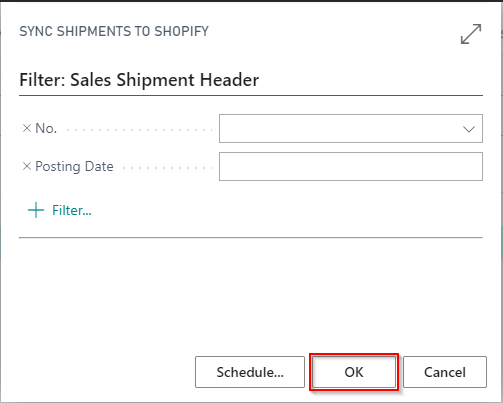 SYNC SHIPMENTS TO SHOPIFY
Filter: Sales Shipment Header
No.
Posting Date
Filter...
Schedule... OK Cancel